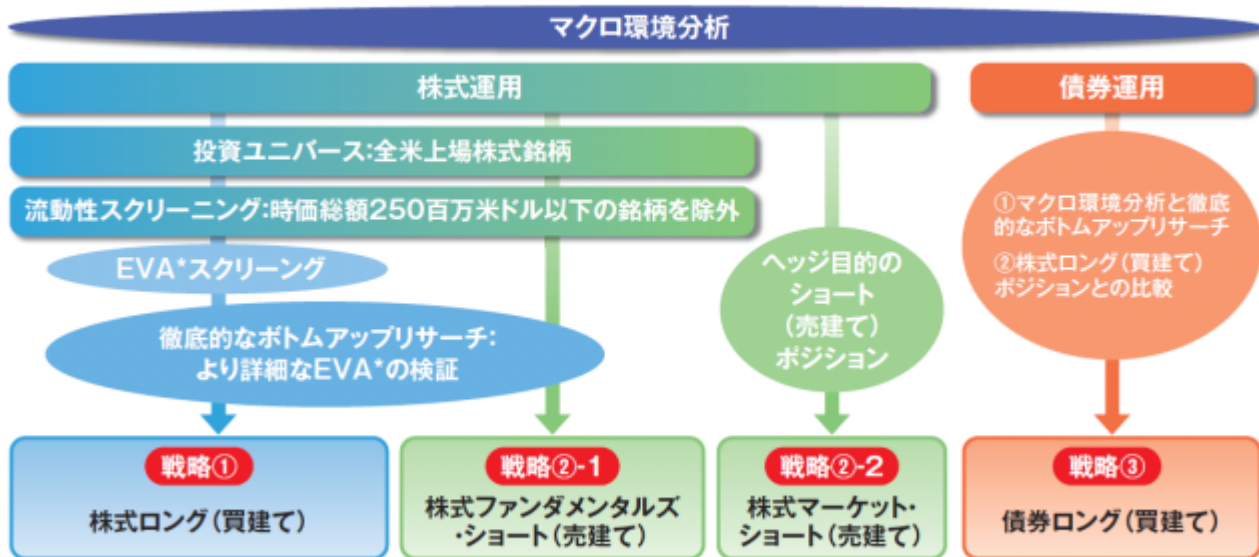 マクロ環境分析
株式運用
債券運用
投資ユニバース:全米上場株式銘柄
流動性スクリーニング:時価総額250百万米ドル以下の銘柄を除外
EVA*スクリーング
徹底的なボトムアップリサーチ:
より詳細なEVA*の検証
ヘッジ目的の
ショート
(売建て)
ポジション
①マクロ環境分析と徹底
的なボトムアップリサーチ
②株式ロング(買建て)
ポジションとの比較
戦略①
株式ロング(買建て)
戦略②-1
株式ファンダメンタルズ
・ショート(売建て)
戦略②-2
株式マーケット・
ショート(売建て)
戦略③
債券ロング(買建て)